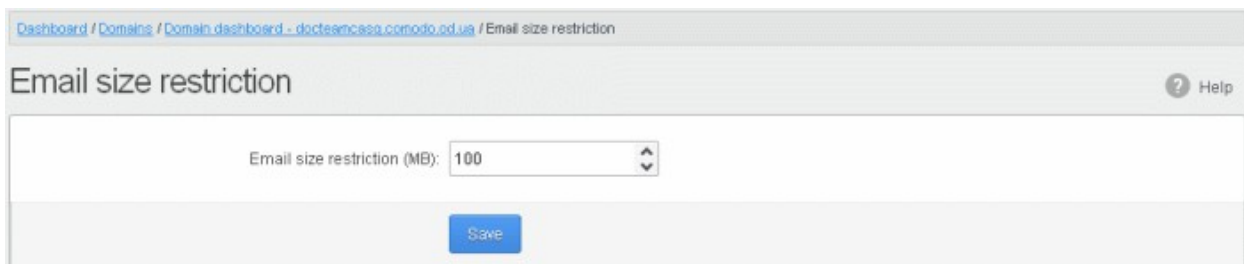 Dashboard / Domains / Domain dashboard - docteamcasg.comodo.od.ua / Email size restriction
Email size restriction
Help
Email size restriction (MB): 100
Save